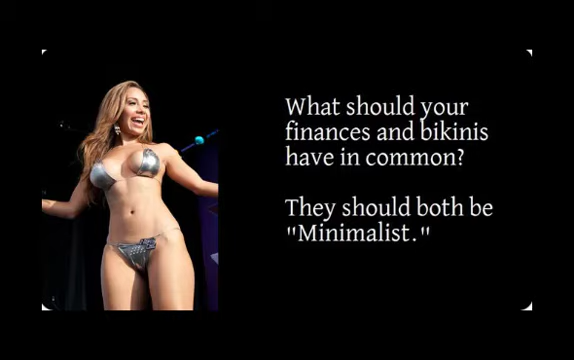 What should your
finances and bikinis
have in common?
They should both be
"Minimalist."